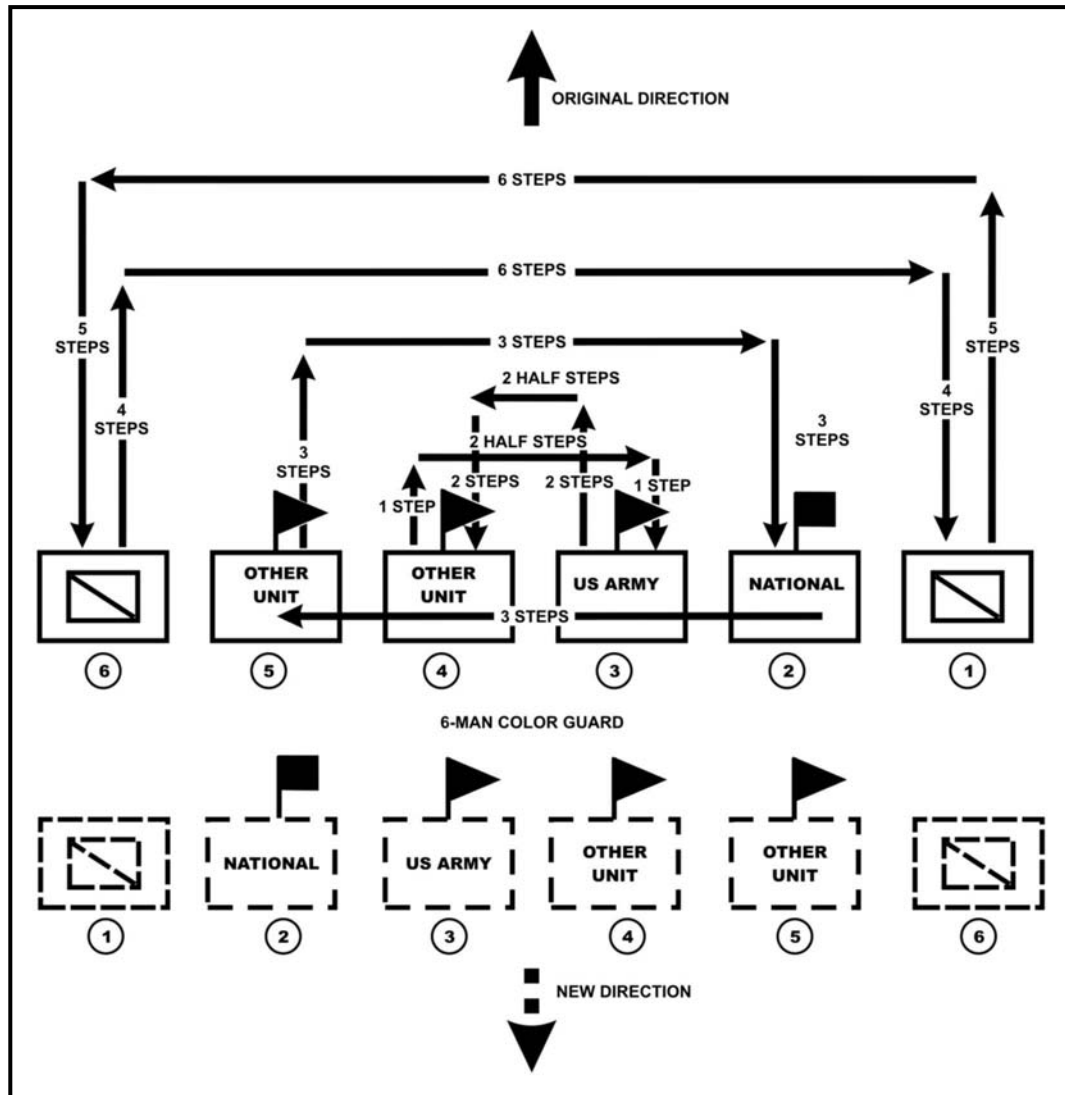 ORIGINAL DIRECTION
6 STEPS
6 STEPS
5
STEPS
5
STEPS
3 STEPS
4
STEPS
4
STEPS
2 HALF STEPS
3
STEPS
2 HALF STEPS
3
STEPS
2 STEPS
2 STEPS
1 STEP
1 STEP
OTHER
UNIT
OTHER
UNIT
US ARMY
NATIONAL
3 STEPS
6
5
4
3
2
1
6-MAN COLOR GUARD
NATIONAL
US ARMY
OTHER
UNIT
OTHER
UNIT
1
2
3
4
5
6
NEW DIRECTION